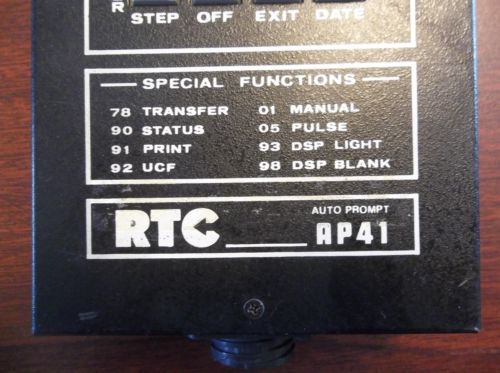 R
STEP OFF EXIT DATE
SPECIAL FUNCTIONS
78 TRANSFER 01 MANUAL
90 STATUS 05 PULSE
91 PRINT 93 DSP LIGHT
92 UCF 98 DSP BLANK
AUTO PROMPT
RTC AP41